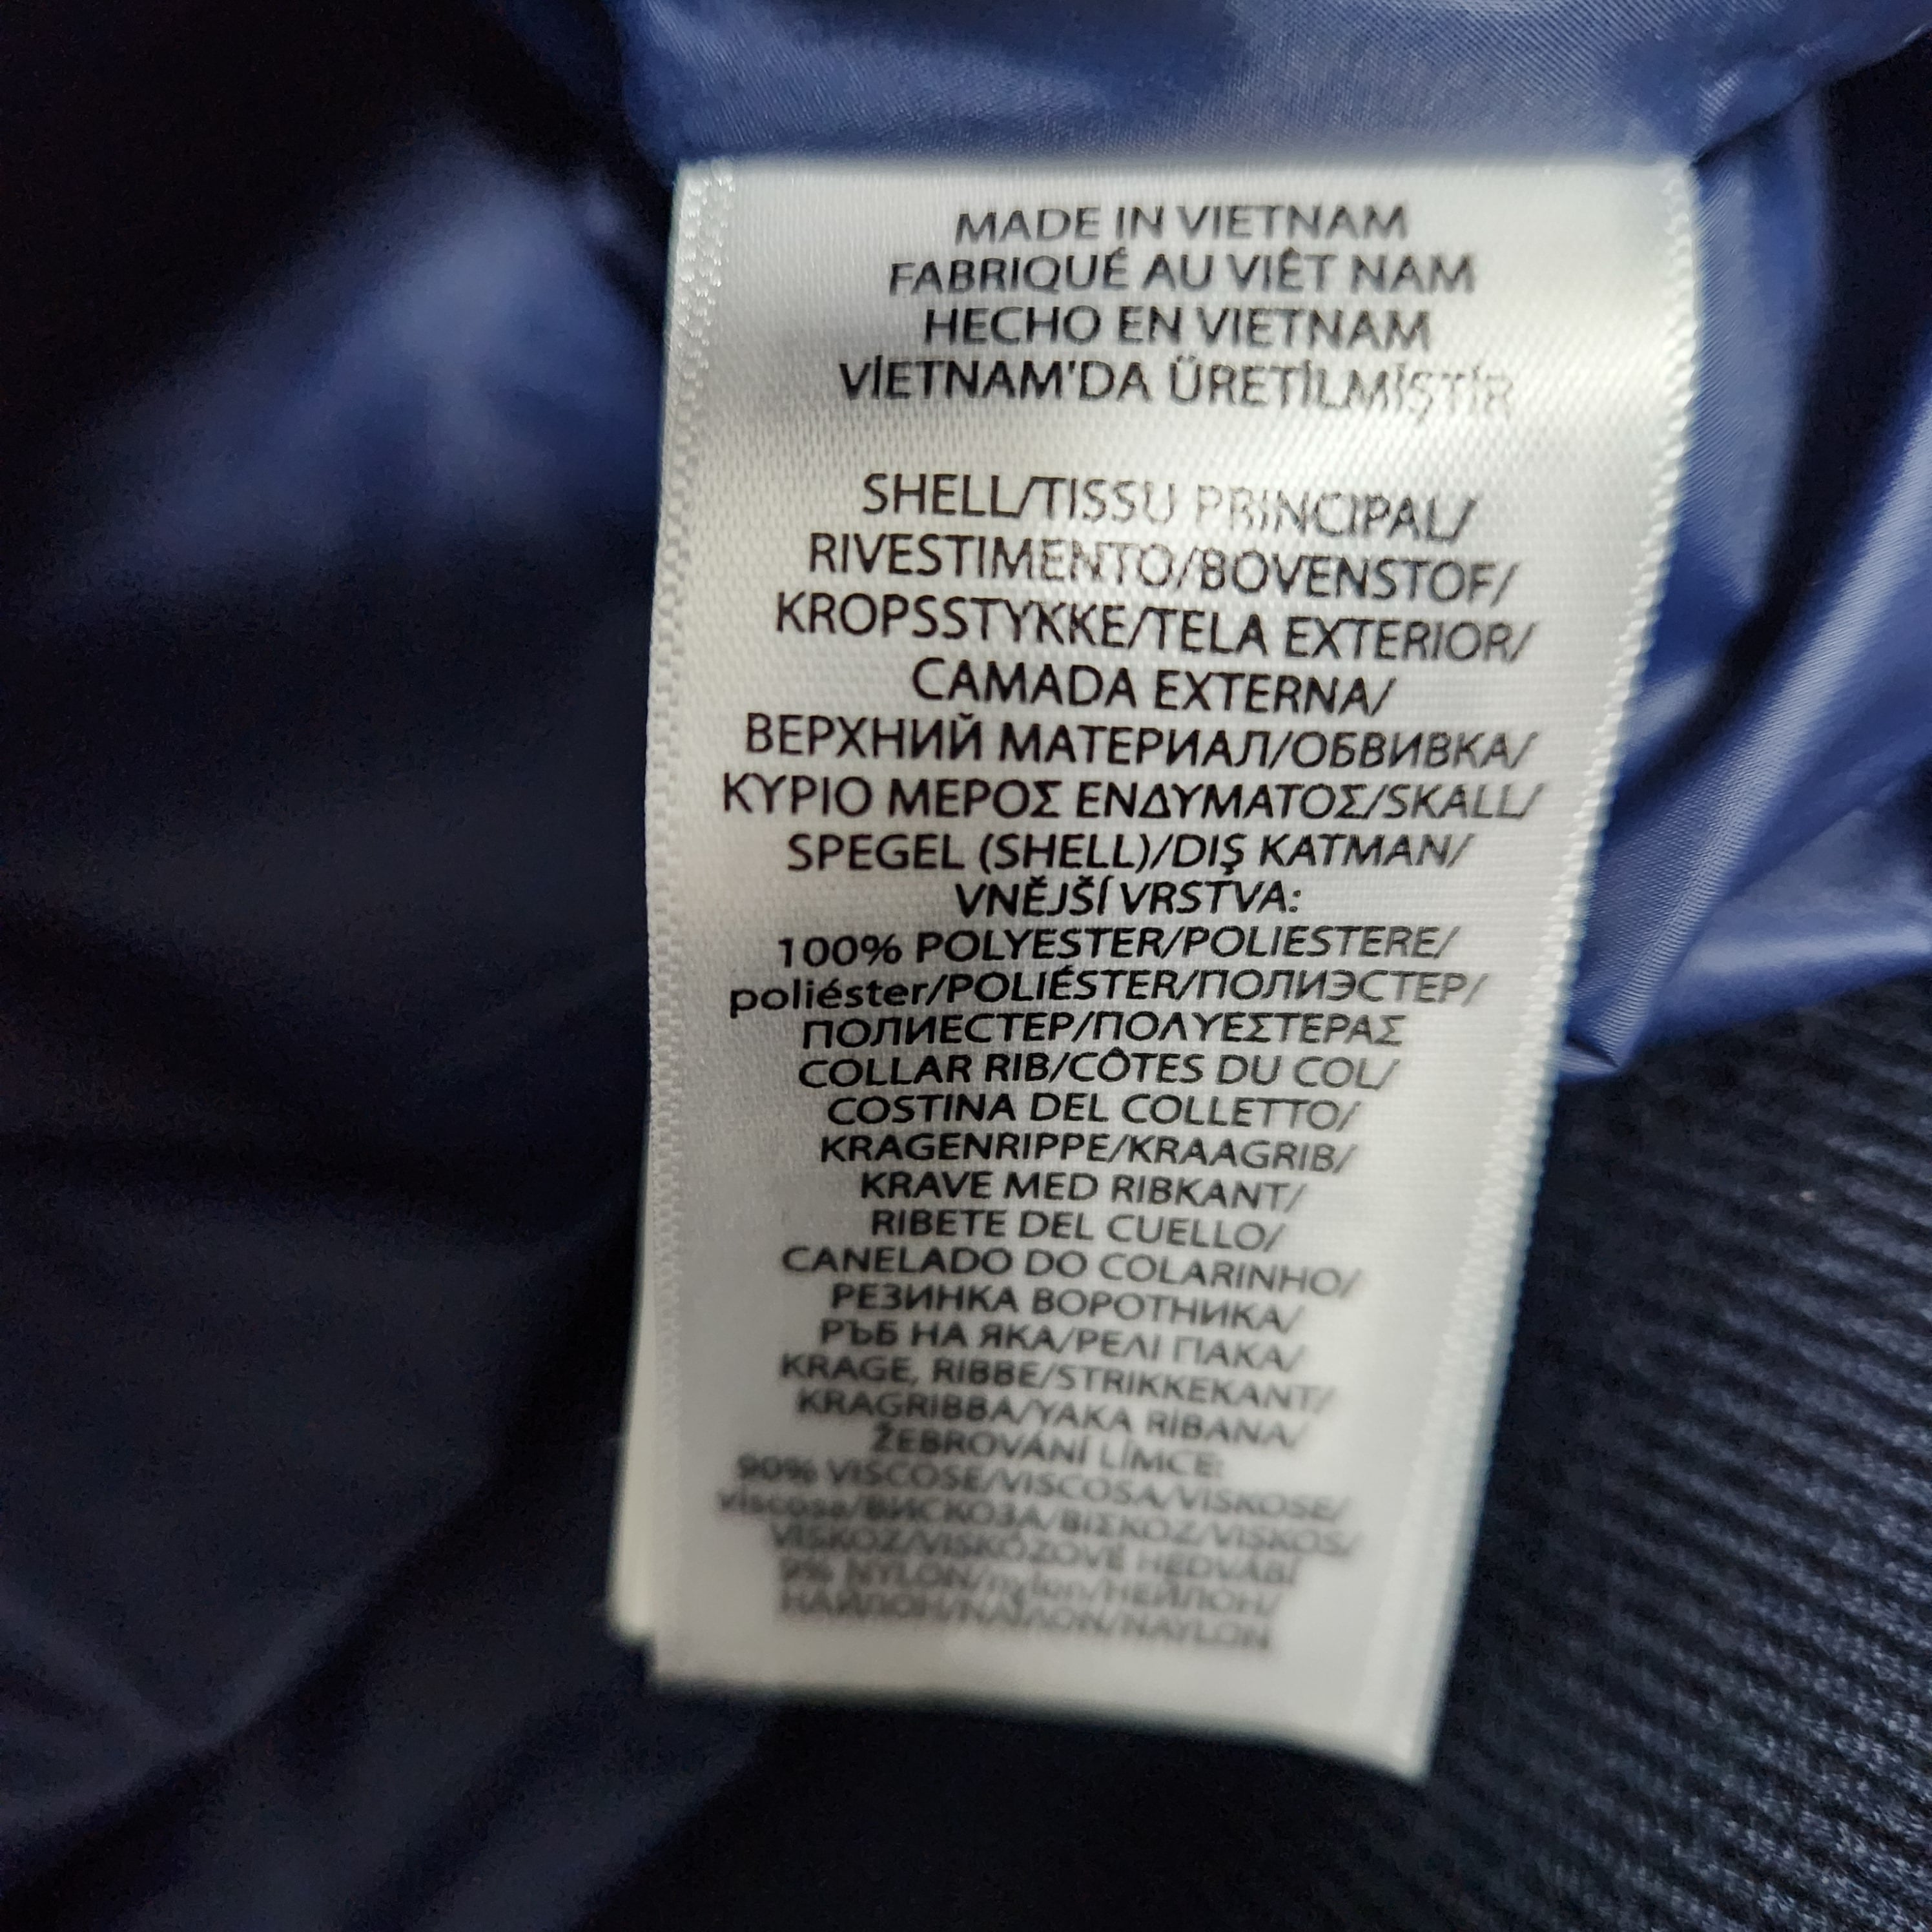 MADE IN VIETNAM
FABRIQUÉ AU VIÊT NAM
HECHO EN VIETNAM
VİETNAM'DA ÜRETİLMİŞTİR
SHELL/TISSU PRINCIPAL/
RIVESTIMENTO/BOVENSTOF/
KROPSSTYKKE/TELA EXTERIOR/
CAMADA EXTERNA/
ВЕРХНИЙ МАТЕРИАЛ/ОБВИВКА/
ΚΥΡΙΟ ΜΕΡΟΣ ΕΝΔΥΜΑΤΟΣ/SKALL/
SPEGEL (SHELL)/DIŞ KATMAN/
VNĚJŠÍ VRSTVA:
100% POLYESTER/POLIESTERE/
poliéster/POLIÉSTER/ПОЛИЭСТЕР/
ПОЛИЕСТЕР/ΠΟΛΥΕΣΤΕΡΑΣ
COLLAR RIB/CÔTES DU COL/
COSTINA DEL COLLETTO/
KRAGENRIPPE/KRAAGRIB/
KRAVE MED RIBKANT/
RIBETE DEL CUELLO/
CANELADO DO COLARINHO/
РЕЗИНКА ВОРОТНИКА/
РЪБ НА ЯКА/ΡΕΛΙ ΓΙΑΚΑ/
KRAGE, RIBBE/STRIKKEKANT/
KRAGRIBBA/YAKA RİBANA/
ŽEBROVÁNÍ LÍMCE:
90% VISCOSE/VISCOSA/VISKOSE/
viscosa/ВИСКОЗА/ΒΙΣΚΟΖ/VISKOS/
VISKOZ/VISKÓZOVÉ HEDVÁBÍ
9% NYLON/nylon/НЕЙЛОН/
НАЙЛОН/ΝΑΪΛΟΝ/NAYLON